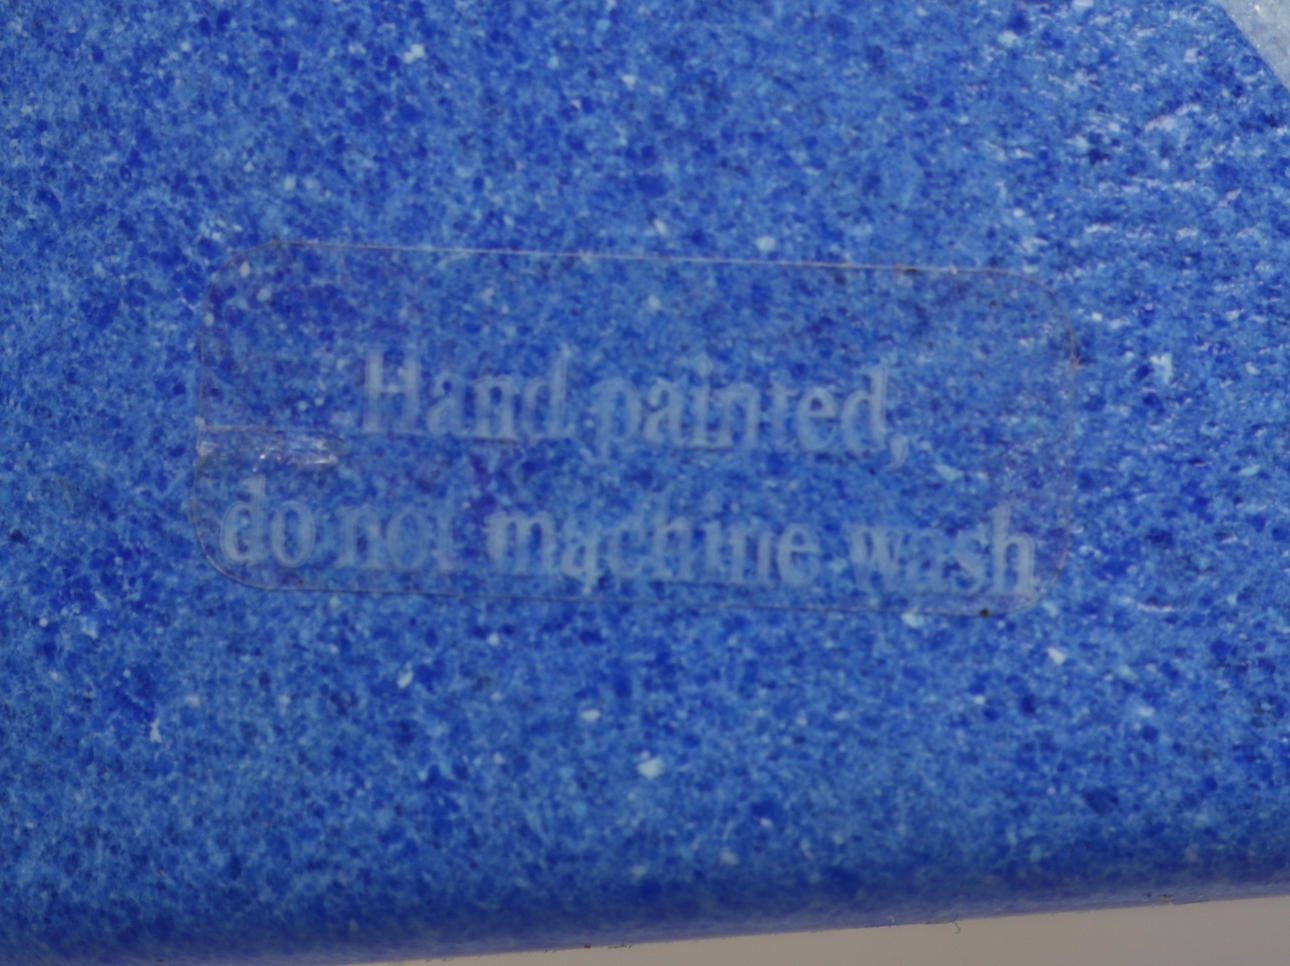 Hand painted,
do not machine wash